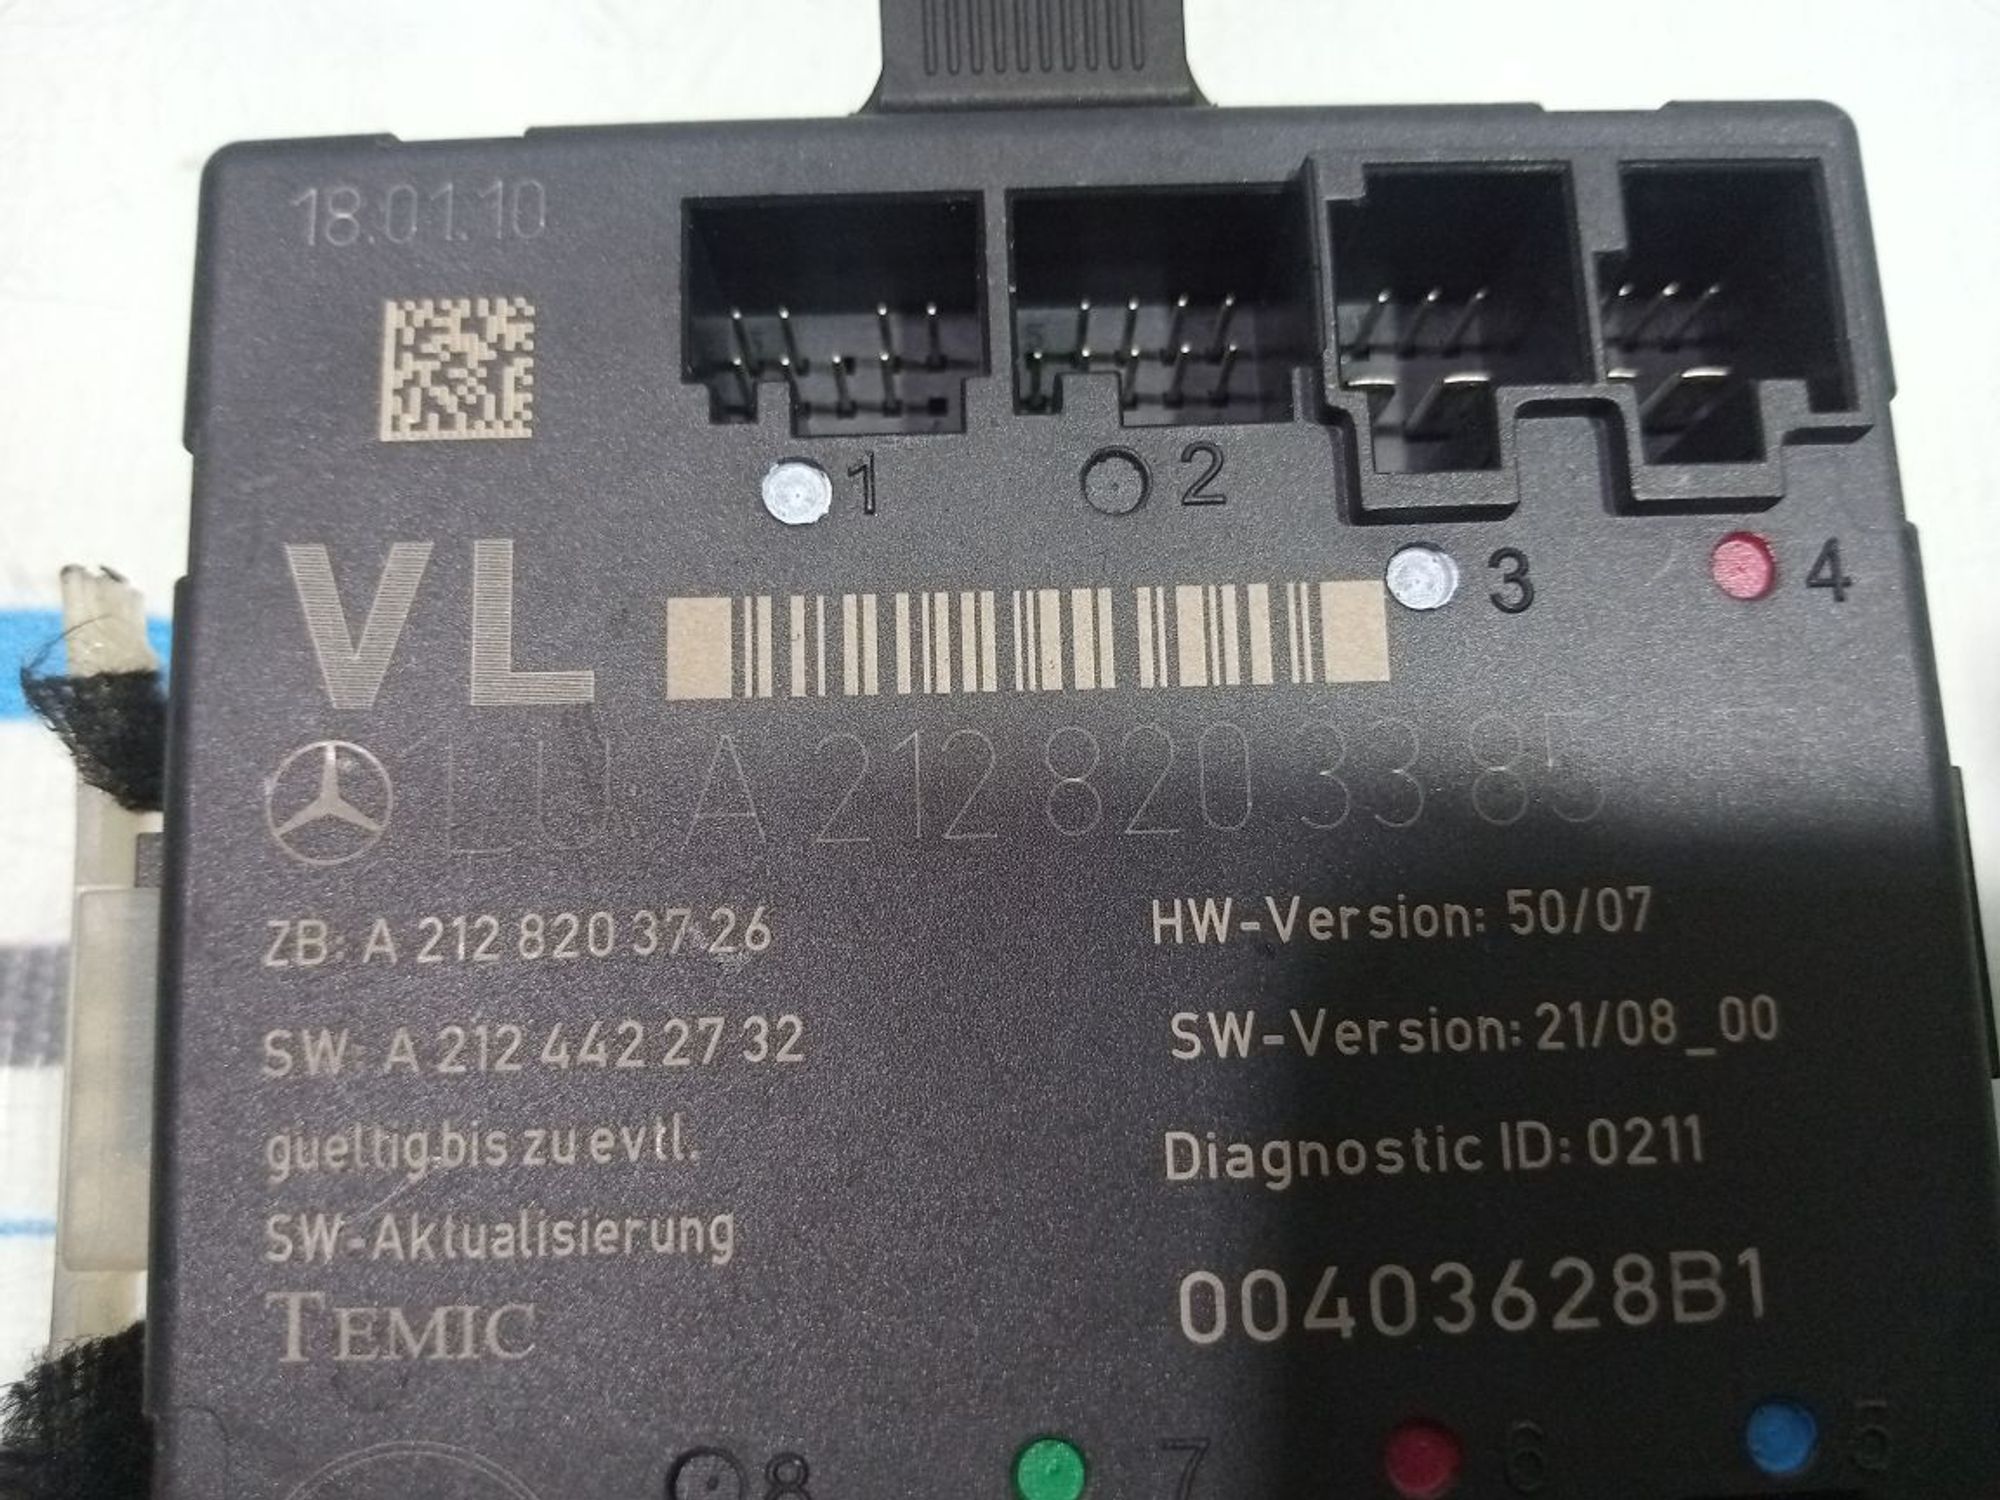 18.01.10
1
2
3
4
VL
LU: A 212 820 33 85
ZB: A 212 820 37 26
HW-Version: 50/07
SW: A 212 442 27 32
SW-Version: 21/08_00
gueltig bis zu evtl.
Diagnostic ID: 0211
SW-Aktualisierung
00403628B1
TEMIC
8
7
6
5